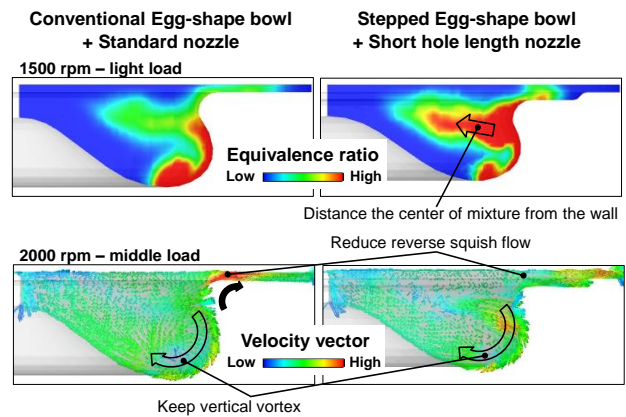 Conventional Egg-shape bowl
+ Standard nozzle
Stepped Egg-shape bowl
+ Short hole length nozzle
1500 rpm – light load
Equivalence ratio
Low High
Distance the center of mixture from the wall
Reduce reverse squish flow
2000 rpm – middle load
Velocity vector
Low High
Keep vertical vortex